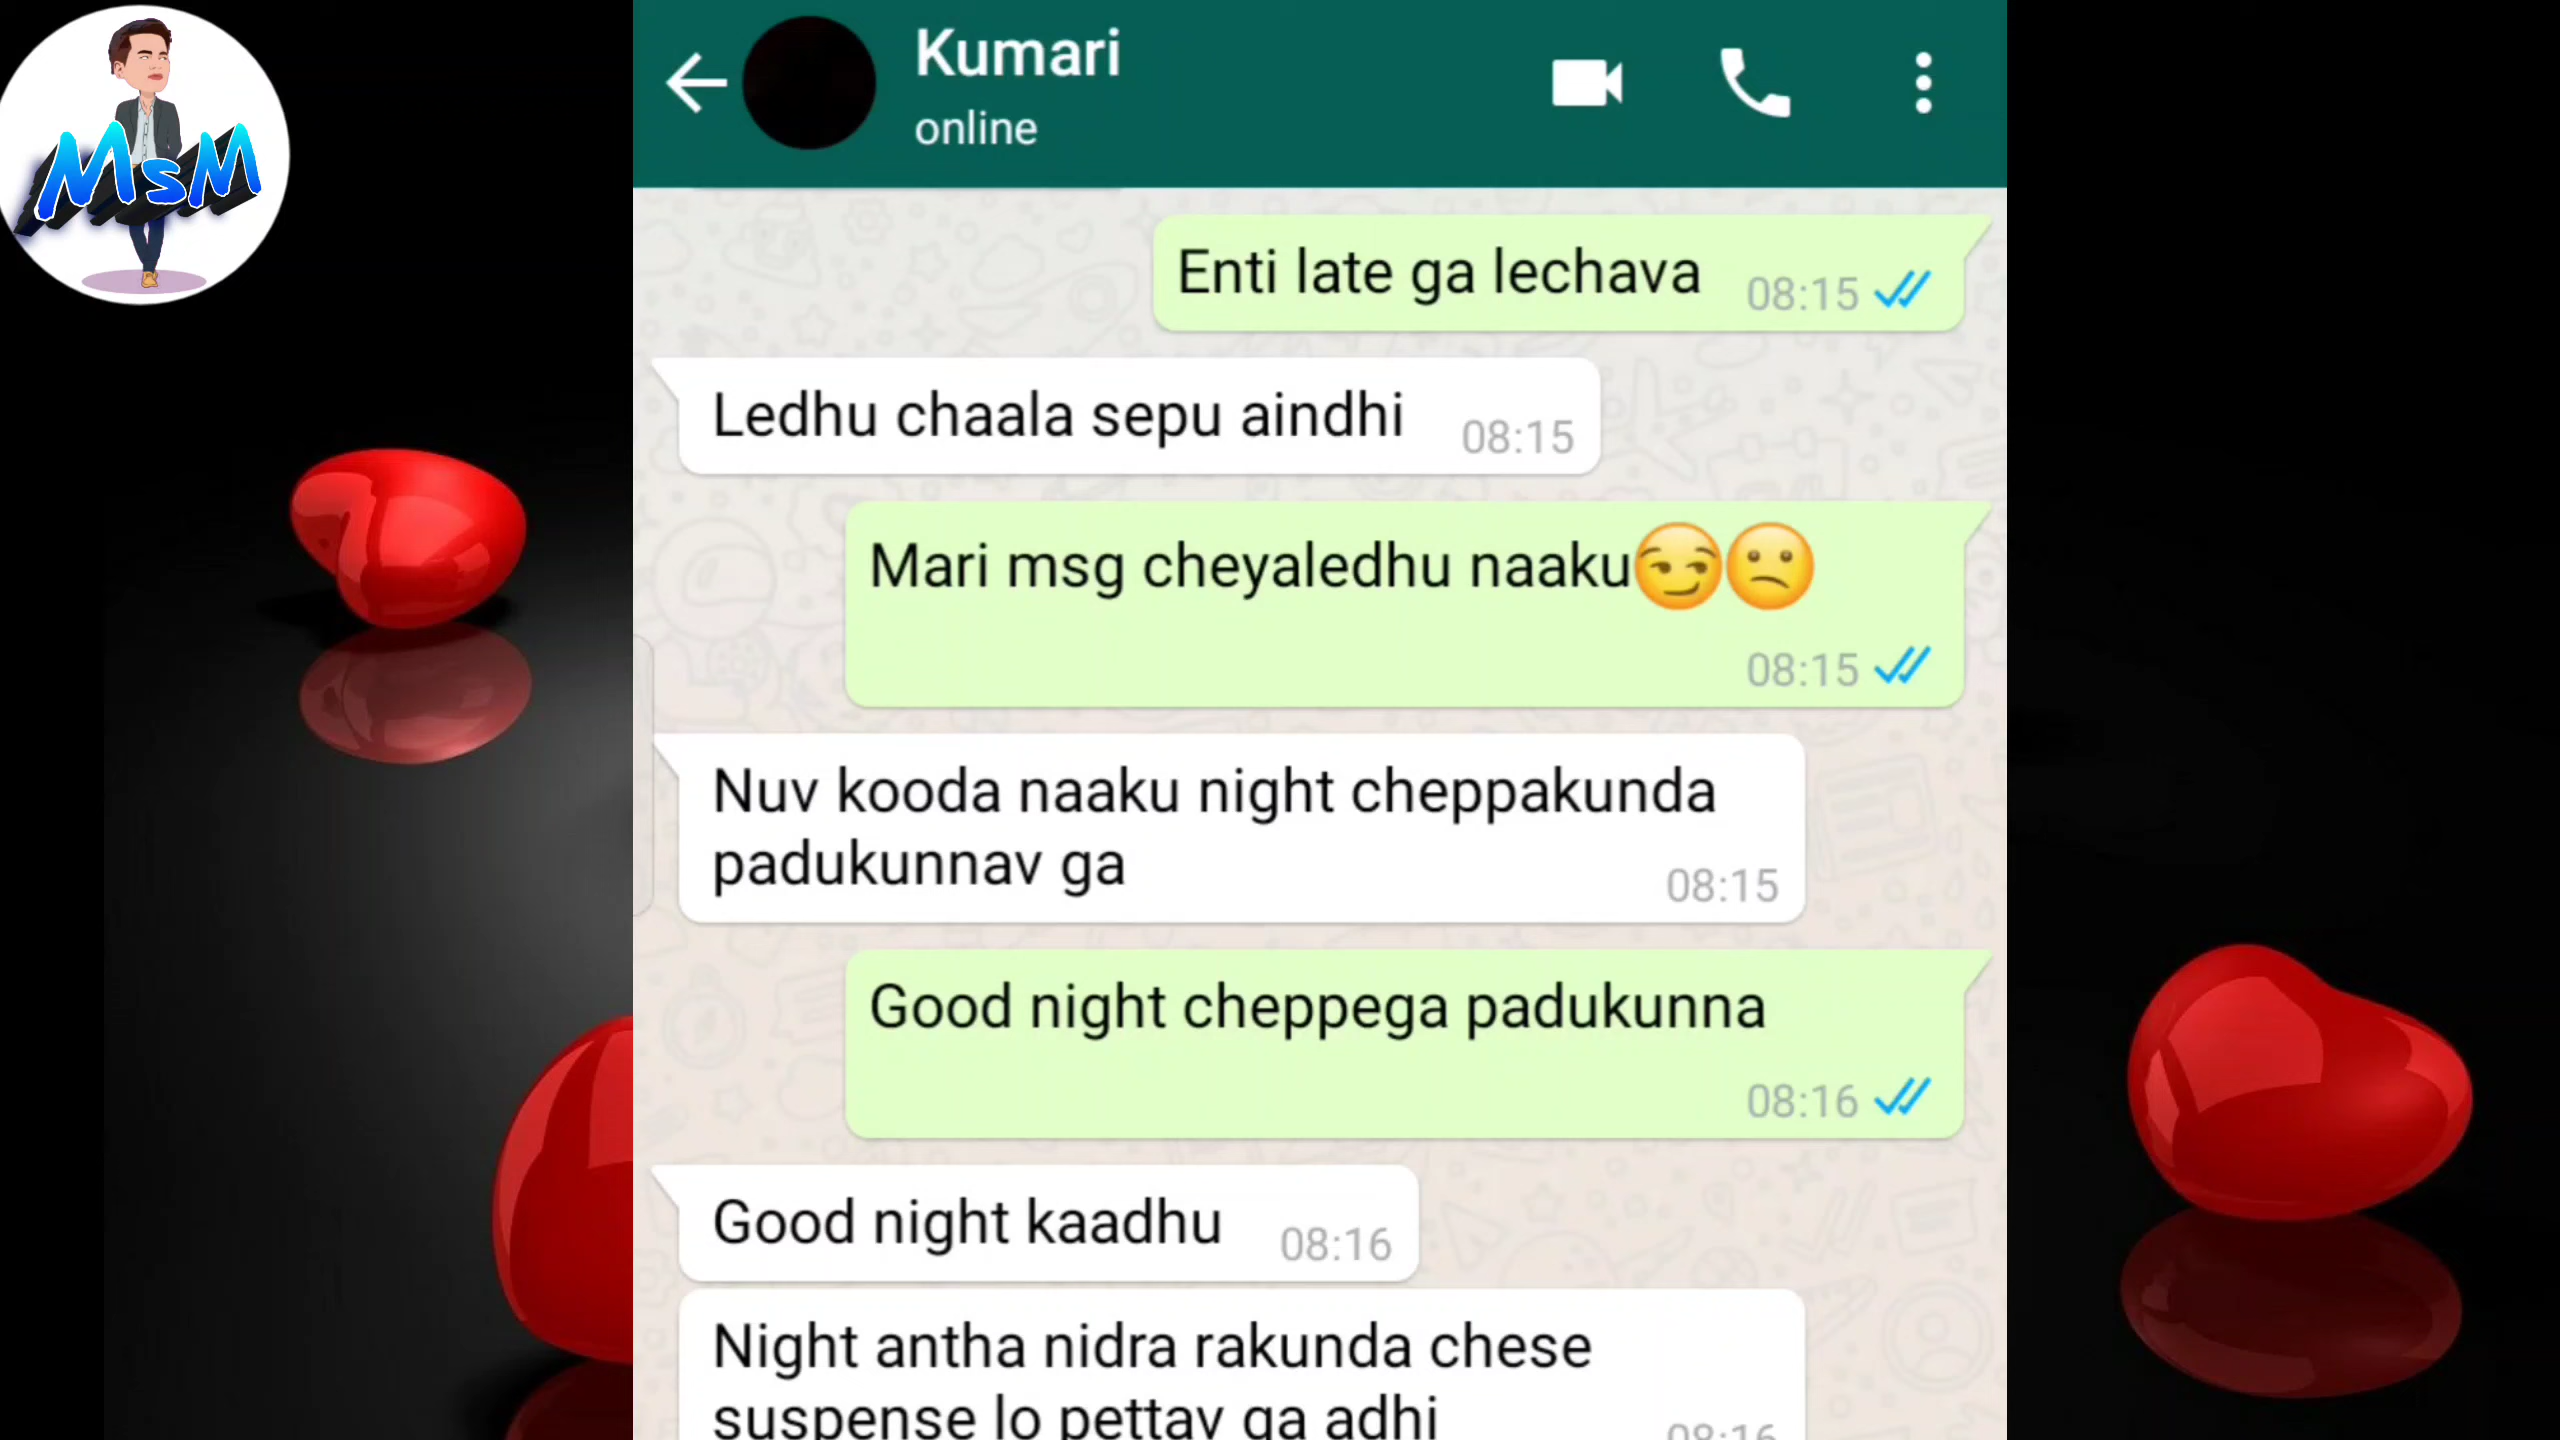 MsM
Kumari
online
Enti late ga lechava 08:15
Ledhu chaala sepu aindhi 08:15
Mari msg cheyaledhu naaku😏😕
08:15
Nuv kooda naaku night cheppakunda
padukunnav ga 08:15
Good night cheppega padukunna
08:16
Good night kaadhu 08:16
Night antha nidra rakunda chese
suspense lo pettav ga adhi 08:16